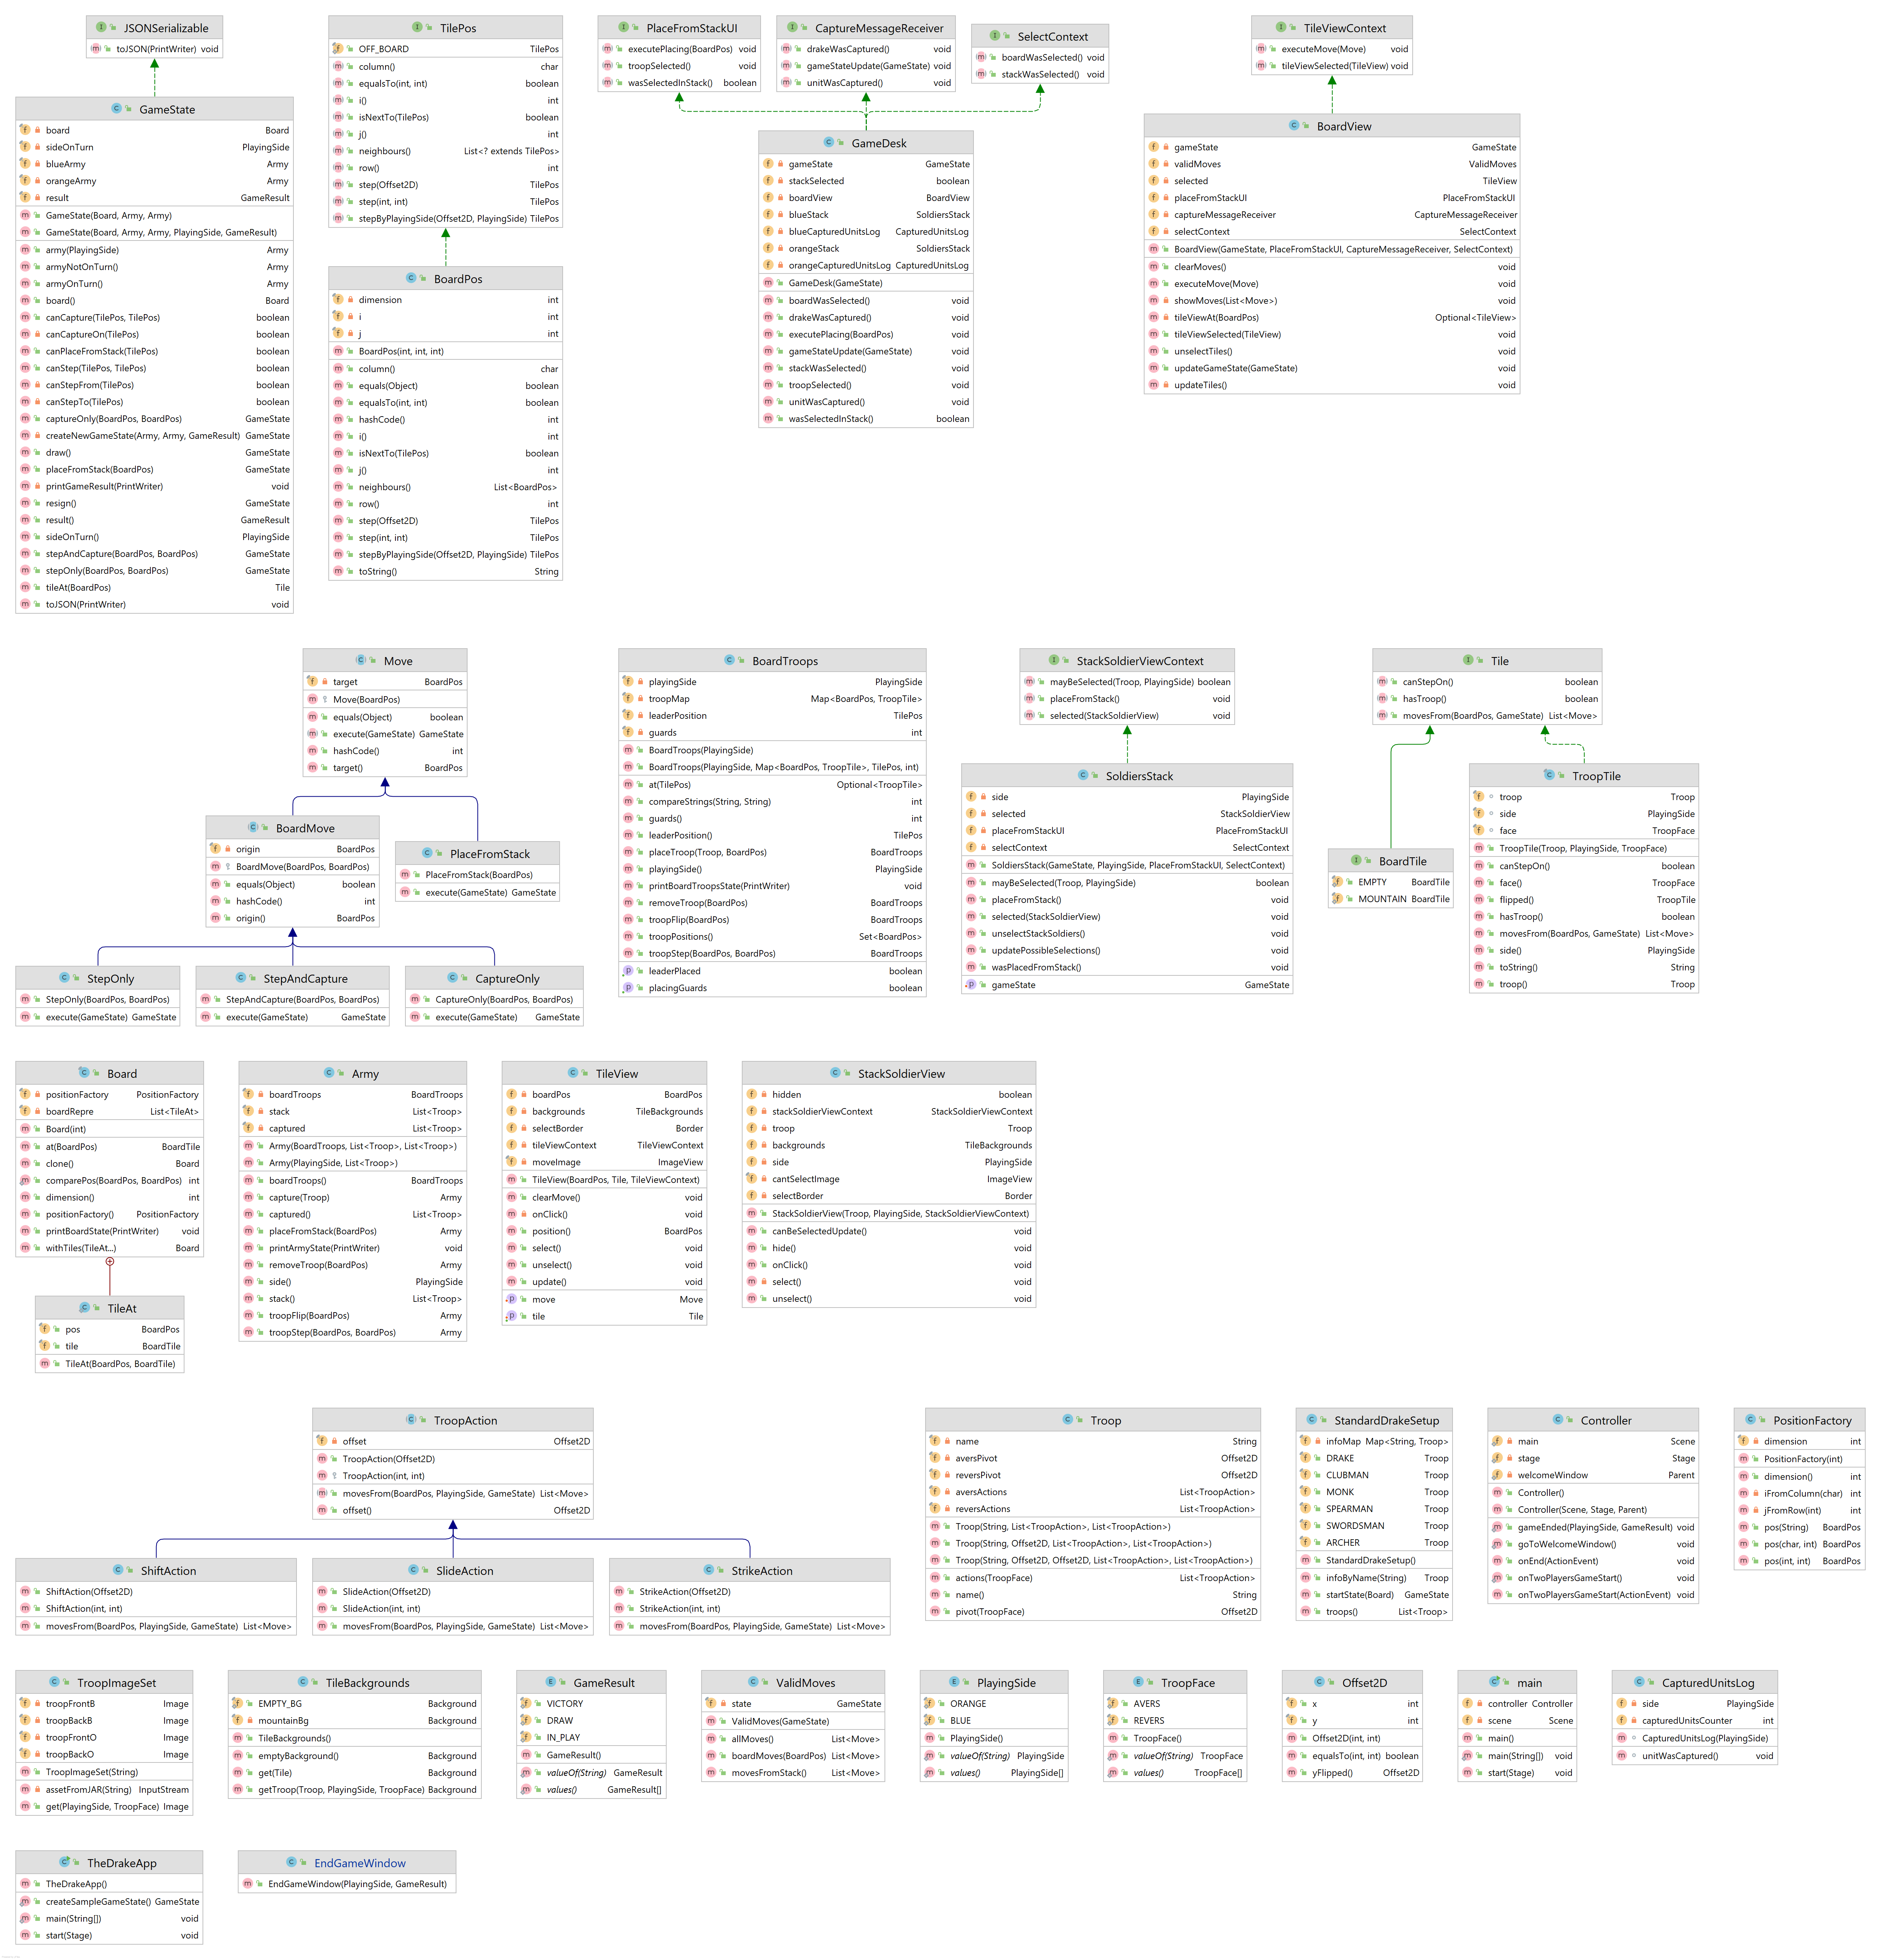 JSONSerializable
toJSON(PrintWriter) void
GameState
board Board
sideOnTurn PlayingSide
blueArmy Army
orangeArmy Army
result GameResult
GameState(Board, Army, Army)
GameState(Board, Army, Army, PlayingSide, GameResult)
army(PlayingSide) Army
armyNotOnTurn() Army
armyOnTurn() Army
board() Board
canCapture(TilePos, TilePos) boolean
canCaptureOn(TilePos) boolean
canPlaceFromStack(TilePos) boolean
canStep(TilePos, TilePos) boolean
canStepFrom(TilePos) boolean
canStepTo(TilePos) boolean
captureOnly(BoardPos, BoardPos) GameState
createNewGameState(Army, Army, GameResult) GameState
draw() GameState
placeFromStack(BoardPos) GameState
printGameResult(PrintWriter) void
resign() GameState
result() GameResult
sideOnTurn() PlayingSide
stepAndCapture(BoardPos, BoardPos) GameState
stepOnly(BoardPos, BoardPos) GameState
tileAt(BoardPos) Tile
toJSON(PrintWriter) void
TilePos
OFF_BOARD TilePos
column() char
equalsTo(int, int) boolean
i() int
isNextTo(TilePos) boolean
j() int
neighbours() List<? extends TilePos>
row() int
step(Offset2D) TilePos
step(int, int) TilePos
stepByPlayingSide(Offset2D, PlayingSide) TilePos
BoardPos
dimension int
i int
j int
BoardPos(int, int, int)
column() char
equals(Object) boolean
equalsTo(int, int) boolean
hashCode() int
i() int
isNextTo(TilePos) boolean
j() int
neighbours() List<BoardPos>
row() int
step(Offset2D) TilePos
step(int, int) TilePos
stepByPlayingSide(Offset2D, PlayingSide) TilePos
toString() String
PlaceFromStackUI
executePlacing(BoardPos) void
troopSelected() void
wasSelectedInStack() boolean
CaptureMessageReceiver
drakeWasCaptured() void
gameStateUpdate(GameState) void
unitWasCaptured() void
SelectContext
boardWasSelected() void
stackWasSelected() void
GameDesk
gameState GameState
stackSelected boolean
boardView BoardView
blueStack SoldiersStack
blueCapturedUnitsLog CapturedUnitsLog
orangeStack SoldiersStack
orangeCapturedUnitsLog CapturedUnitsLog
GameDesk(GameState)
boardWasSelected() void
drakeWasCaptured() void
executePlacing(BoardPos) void
gameStateUpdate(GameState) void
stackWasSelected() void
troopSelected() void
unitWasCaptured() void
wasSelectedInStack() boolean
TileViewContext
executeMove(Move) void
tileViewSelected(TileView) void
BoardView
gameState GameState
validMoves ValidMoves
selected TileView
placeFromStackUI PlaceFromStackUI
captureMessageReceiver CaptureMessageReceiver
selectContext SelectContext
BoardView(GameState, PlaceFromStackUI, CaptureMessageReceiver, SelectContext)
clearMoves() void
executeMove(Move) void
showMoves(List<Move>) void
tileViewAt(BoardPos) Optional<TileView>
tileViewSelected(TileView) void
unselectTiles() void
updateGameState(GameState) void
updateTiles() void
Move
target BoardPos
Move(BoardPos)
equals(Object) boolean
execute(GameState) GameState
hashCode() int
target() BoardPos
BoardMove
origin BoardPos
BoardMove(BoardPos, BoardPos)
equals(Object) boolean
hashCode() int
origin() BoardPos
PlaceFromStack
PlaceFromStack(BoardPos)
execute(GameState) GameState
StepOnly
StepOnly(BoardPos, BoardPos)
execute(GameState) GameState
StepAndCapture
StepAndCapture(BoardPos, BoardPos)
execute(GameState) GameState
CaptureOnly
CaptureOnly(BoardPos, BoardPos)
execute(GameState) GameState
BoardTroops
playingSide PlayingSide
troopMap Map<BoardPos, TroopTile>
leaderPosition TilePos
guards int
BoardTroops(PlayingSide)
BoardTroops(PlayingSide, Map<BoardPos, TroopTile>, TilePos, int)
at(TilePos) Optional<TroopTile>
compareStrings(String, String) int
guards() int
leaderPosition() TilePos
placeTroop(Troop, BoardPos) BoardTroops
playingSide() PlayingSide
printBoardTroopsState(PrintWriter) void
removeTroop(BoardPos) BoardTroops
troopFlip(BoardPos) BoardTroops
troopPositions() Set<BoardPos>
troopStep(BoardPos, BoardPos) BoardTroops
leaderPlaced boolean
placingGuards boolean
StackSoldierViewContext
mayBeSelected(Troop, PlayingSide) boolean
placeFromStack() void
selected(StackSoldierView) void
SoldiersStack
side PlayingSide
selected StackSoldierView
placeFromStackUI PlaceFromStackUI
selectContext SelectContext
SoldiersStack(GameState, PlayingSide, PlaceFromStackUI, SelectContext)
mayBeSelected(Troop, PlayingSide) boolean
placeFromStack() void
selected(StackSoldierView) void
unselectStackSoldiers() void
updatePossibleSelections() void
wasPlacedFromStack() void
gameState GameState
Tile
canStepOn() boolean
hasTroop() boolean
movesFrom(BoardPos, GameState) List<Move>
BoardTile
EMPTY BoardTile
MOUNTAIN BoardTile
TroopTile
troop Troop
side PlayingSide
face TroopFace
TroopTile(Troop, PlayingSide, TroopFace)
canStepOn() boolean
face() TroopFace
flipped() TroopTile
hasTroop() boolean
movesFrom(BoardPos, GameState) List<Move>
side() PlayingSide
toString() String
troop() Troop
Board
positionFactory PositionFactory
boardRepre List<TileAt>
Board(int)
at(BoardPos) BoardTile
clone() Board
comparePos(BoardPos, BoardPos) int
dimension() int
positionFactory() PositionFactory
printBoardState(PrintWriter) void
withTiles(TileAt...) Board
TileAt
pos BoardPos
tile BoardTile
TileAt(BoardPos, BoardTile)
Army
boardTroops BoardTroops
stack List<Troop>
captured List<Troop>
Army(BoardTroops, List<Troop>, List<Troop>)
Army(PlayingSide, List<Troop>)
boardTroops() BoardTroops
capture(Troop) Army
captured() List<Troop>
placeFromStack(BoardPos) Army
printArmyState(PrintWriter) void
removeTroop(BoardPos) Army
side() PlayingSide
stack() List<Troop>
troopFlip(BoardPos) Army
troopStep(BoardPos, BoardPos) Army
TileView
boardPos BoardPos
backgrounds TileBackgrounds
selectBorder Border
tileViewContext TileViewContext
moveImage ImageView
TileView(BoardPos, Tile, TileViewContext)
clearMove() void
onClick() void
position() BoardPos
select() void
unselect() void
update() void
move Move
tile Tile
StackSoldierView
hidden boolean
stackSoldierViewContext StackSoldierViewContext
troop Troop
backgrounds TileBackgrounds
side PlayingSide
cantSelectImage ImageView
selectBorder Border
StackSoldierView(Troop, PlayingSide, StackSoldierViewContext)
canBeSelectedUpdate() void
hide() void
onClick() void
select() void
unselect() void
TroopAction
offset Offset2D
TroopAction(Offset2D)
TroopAction(int, int)
movesFrom(BoardPos, PlayingSide, GameState) List<Move>
offset() Offset2D
ShiftAction
ShiftAction(Offset2D)
ShiftAction(int, int)
movesFrom(BoardPos, PlayingSide, GameState) List<Move>
SlideAction
SlideAction(Offset2D)
SlideAction(int, int)
movesFrom(BoardPos, PlayingSide, GameState) List<Move>
StrikeAction
StrikeAction(Offset2D)
StrikeAction(int, int)
movesFrom(BoardPos, PlayingSide, GameState) List<Move>
Troop
name String
aversPivot Offset2D
reversPivot Offset2D
aversActions List<TroopAction>
reversActions List<TroopAction>
Troop(String, List<TroopAction>, List<TroopAction>)
Troop(String, Offset2D, List<TroopAction>, List<TroopAction>)
Troop(String, Offset2D, Offset2D, List<TroopAction>, List<TroopAction>)
actions(TroopFace) List<TroopAction>
name() String
pivot(TroopFace) Offset2D
StandardDrakeSetup
infoMap Map<String, Troop>
DRAKE Troop
CLUBMAN Troop
MONK Troop
SPEARMAN Troop
SWORDSMAN Troop
ARCHER Troop
StandardDrakeSetup()
infoByName(String) Troop
startState(Board) GameState
troops() List<Troop>
Controller
main Scene
stage Stage
welcomeWindow Parent
Controller()
Controller(Scene, Stage, Parent)
gameEnded(PlayingSide, GameResult) void
goToWelcomeWindow() void
onEnd(ActionEvent) void
onTwoPlayersGameStart() void
onTwoPlayersGameStart(ActionEvent) void
PositionFactory
dimension int
PositionFactory(int)
dimension() int
iFromColumn(char) int
jFromRow(int) int
pos(String) BoardPos
pos(char, int) BoardPos
pos(int, int) BoardPos
TroopImageSet
troopFrontB Image
troopBackB Image
troopFrontO Image
troopBackO Image
TroopImageSet(String)
assetFromJAR(String) InputStream
get(PlayingSide, TroopFace) Image
TileBackgrounds
EMPTY_BG Background
mountainBg Background
TileBackgrounds()
emptyBackground() Background
get(Tile) Background
getTroop(Troop, PlayingSide, TroopFace) Background
GameResult
VICTORY
DRAW
IN_PLAY
GameResult()
valueOf(String) GameResult
values() GameResult[]
ValidMoves
state GameState
ValidMoves(GameState)
allMoves() List<Move>
boardMoves(BoardPos) List<Move>
movesFromStack() List<Move>
PlayingSide
ORANGE
BLUE
PlayingSide()
valueOf(String) PlayingSide
values() PlayingSide[]
TroopFace
AVERS
REVERS
TroopFace()
valueOf(String) TroopFace
values() TroopFace[]
Offset2D
x int
y int
Offset2D(int, int)
equalsTo(int, int) boolean
yFlipped() Offset2D
main
controller Controller
scene Scene
main()
main(String[]) void
start(Stage) void
CapturedUnitsLog
side PlayingSide
capturedUnitsCounter int
CapturedUnitsLog(PlayingSide)
unitWasCaptured() void
TheDrakeApp
TheDrakeApp()
createSampleGameState() GameState
main(String[]) void
start(Stage) void
EndGameWindow
EndGameWindow(PlayingSide, GameResult)